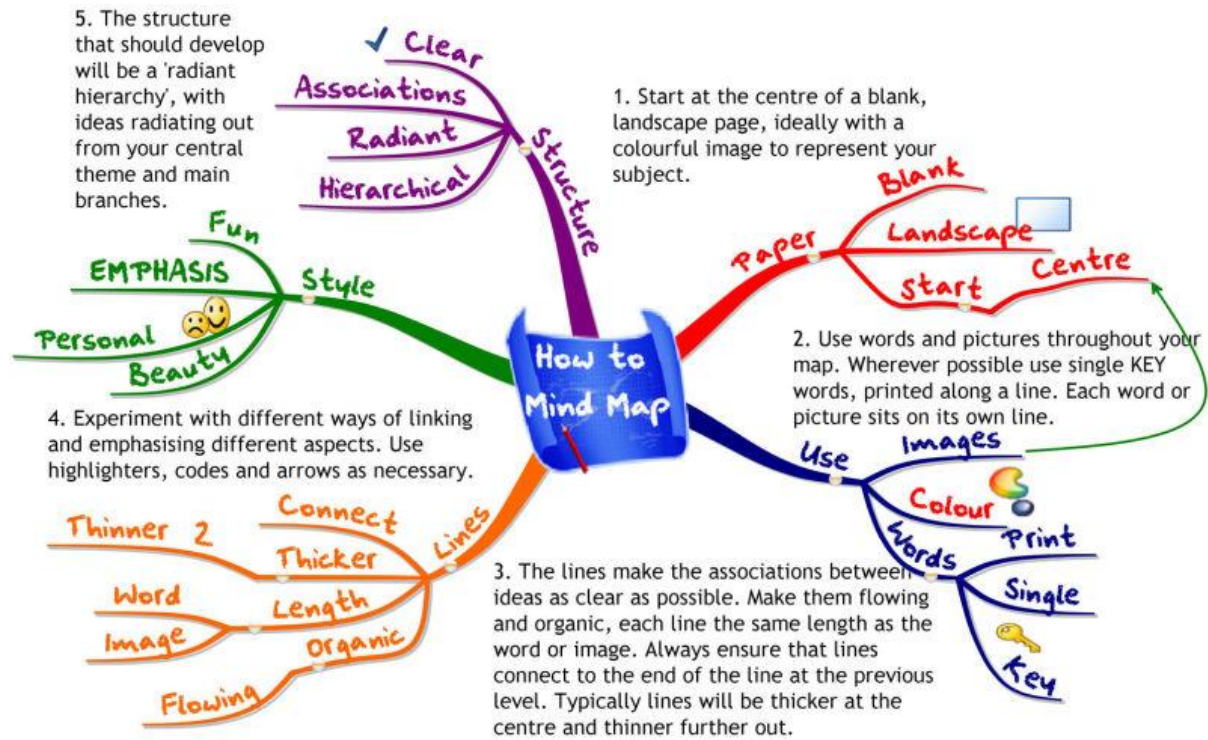 5. The structure
that should develop
will be a 'radiant
hierarchy', with
ideas radiating out
from your central
theme and main
branches.
Clear
Associations
Radiant
Hierarchical
Structure
1. Start at the centre of a blank,
landscape page, ideally with a
colourful image to represent your
subject.
Paper
Blank
Landscape
Start
Centre
Fun
EMPHASIS
Personal
Beauty
Style
How to
Mind Map
2. Use words and pictures throughout your
map. Wherever possible use single KEY
words, printed along a line. Each word or
picture sits on its own line.
Use
Images
Colour
Words
Print
Single
Key
4. Experiment with different ways of linking
and emphasising different aspects. Use
highlighters, codes and arrows as necessary.
Lines
Connect
Thicker
Thinner 2
Length
Word
Image
Organic
Flowing
3. The lines make the associations between
ideas as clear as possible. Make them flowing
and organic, each line the same length as the
word or image. Always ensure that lines
connect to the end of the line at the previous
level. Typically lines will be thicker at the
centre and thinner further out.